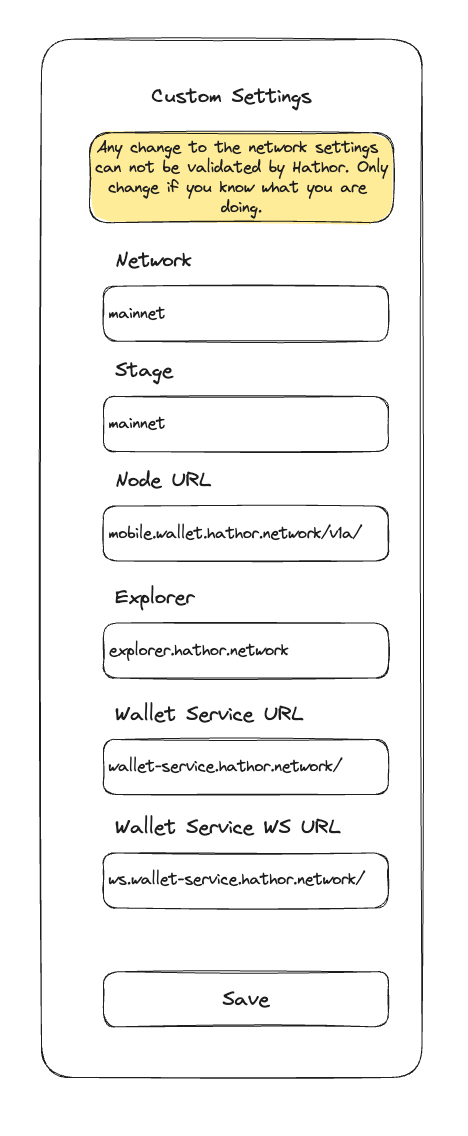 Custom Settings
Any change to the network settings
can not be validated by Hathor. Only
change if you know what you are
doing.
Network
mainnet
Stage
mainnet
Node URL
mobile.wallet.hathor.network/v1a/
Explorer
explorer.hathor.network
Wallet Service URL
wallet-service.hathor.network/
Wallet Service WS URL
ws.wallet-service.hathor.network/
Save